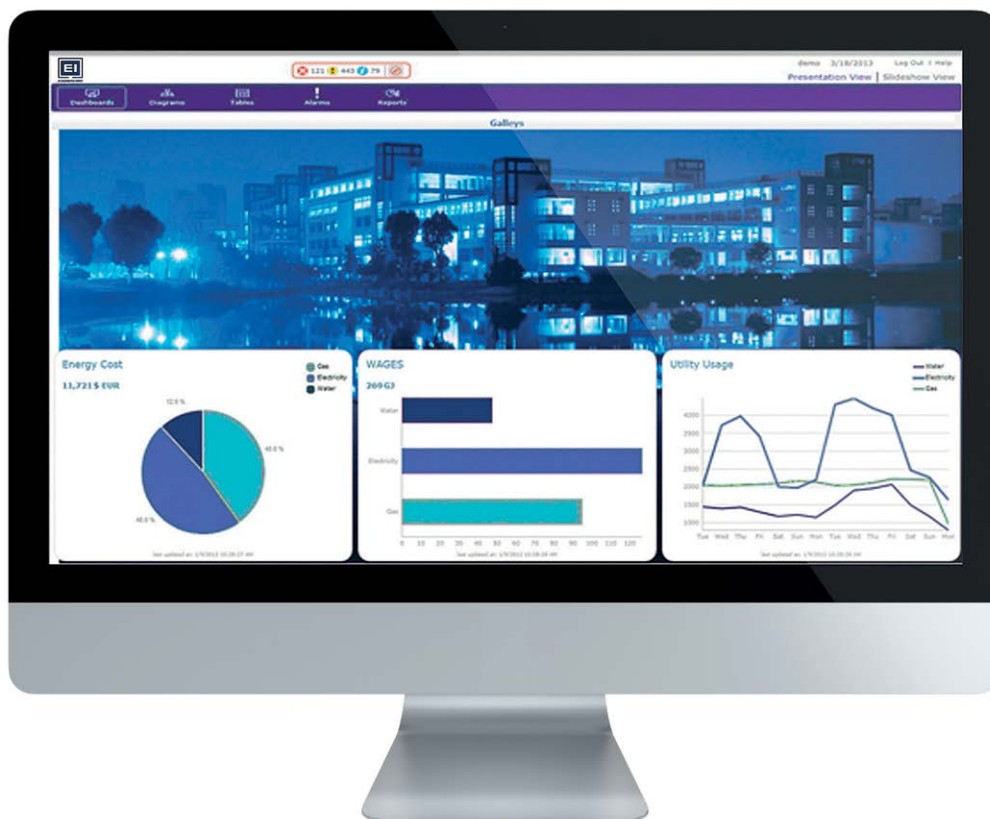 EI
121 443 79
demo 3/18/2013 Log Out | Help
Presentation View | Slideshow View
Dashboards Diagrams Tables Alarms Reports
Galleys
Energy Cost
11,721 $ EUR
Gas
Electricity
Water
WAGES
269 GJ
Water
Electricity
Gas
0 10 20 30 40 50 60 70 80 90 100 110 120
Utility Usage
Water
Electricity
Gas
4200
3500
2500
2000
1500
1000
Tue Wed Thu Fri Sat Sun Mon Tue Wed Thu Fri Sat Sun Mon